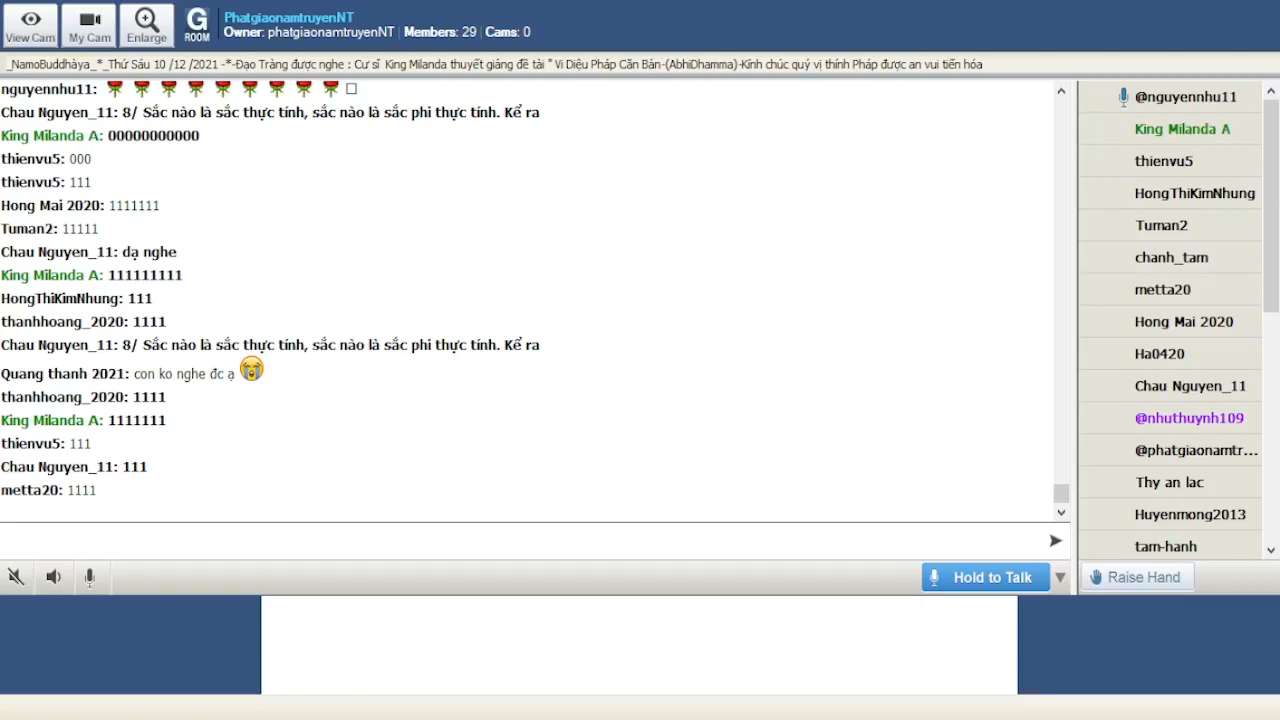 View Cam
My Cam
Enlarge
G ROOM
PhatgiaonamtruyenNT
Owner: phatgiaonamtruyenNT | Members: 29 | Cams: 0
_NamoBuddhàya_*_Thứ Sáu 10 /12 /2021 -*-Đạo Tràng được nghe : Cư sĩ King Milanda thuyết giảng đề tài " Vi Diệu Pháp Căn Bản-(AbhiDhamma)-Kính chúc quý vị thính Pháp được an vui tiến hóa
nguyennhu11:
Chau Nguyen_11: 8/ Sắc nào là sắc thực tính, sắc nào là sắc phi thực tính. Kể ra
King Milanda A: 00000000000
thienvu5: 000
thienvu5: 111
Hong Mai 2020: 1111111
Tuman2: 11111
Chau Nguyen_11: dạ nghe
King Milanda A: 111111111
HongThiKimNhung: 111
thanhhoang_2020: 1111
Chau Nguyen_11: 8/ Sắc nào là sắc thực tính, sắc nào là sắc phi thực tính. Kể ra
Quang thanh 2021: con ko nghe đc ạ
thanhhoang_2020: 1111
King Milanda A: 1111111
thienvu5: 111
Chau Nguyen_11: 111
metta20: 1111
@nguyennhu11
King Milanda A
thienvu5
HongThiKimNhung
Tuman2
chanh_tam
metta20
Hong Mai 2020
Ha0420
Chau Nguyen_11
@nhuthuynh109
@phatgiaonamtr...
Thy an lac
Huyenmong2013
tam-hanh
Hold to Talk
Raise Hand